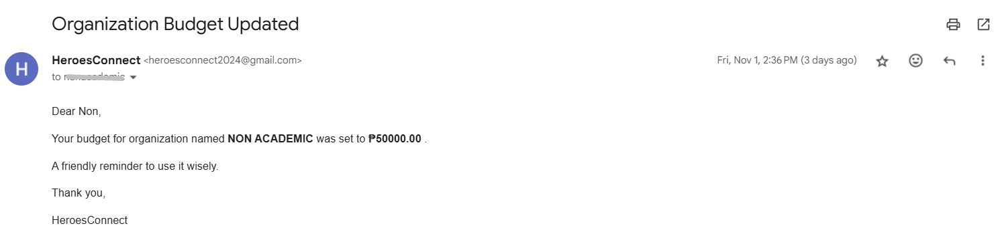 Organization Budget Updated
H
HeroesConnect <heroesconnect2024@gmail.com>
Fri, Nov 1, 2:36 PM (3 days ago)
to
Dear Non,
Your budget for organization named NON ACADEMIC was set to ₱50000.00 .
A friendly reminder to use it wisely.
Thank you,
HeroesConnect